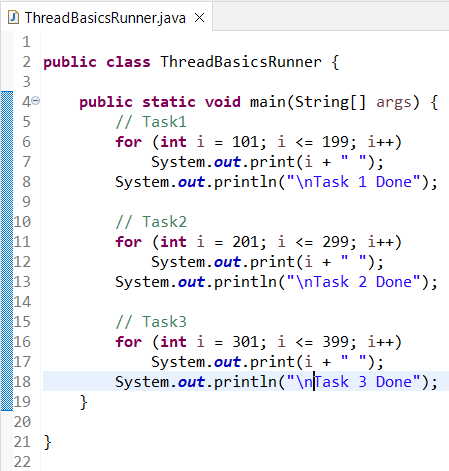 ThreadBasicsRunner.java
1
2 public class ThreadBasicsRunner {
3
4     public static void main(String[] args) {
5         // Task1
6         for (int i = 101; i <= 199; i++)
7             System.out.print(i + " ");
8         System.out.println("\nTask 1 Done");
9
10
11         // Task2
11         for (int i = 201; i <= 299; i++)
12             System.out.print(i + " ");
13         System.out.println("\nTask 2 Done");
14
15         // Task3
16         for (int i = 301; i <= 399; i++)
17             System.out.print(i + " ");
18         System.out.println("\nTask 3 Done");
19     }
20
21 }
22